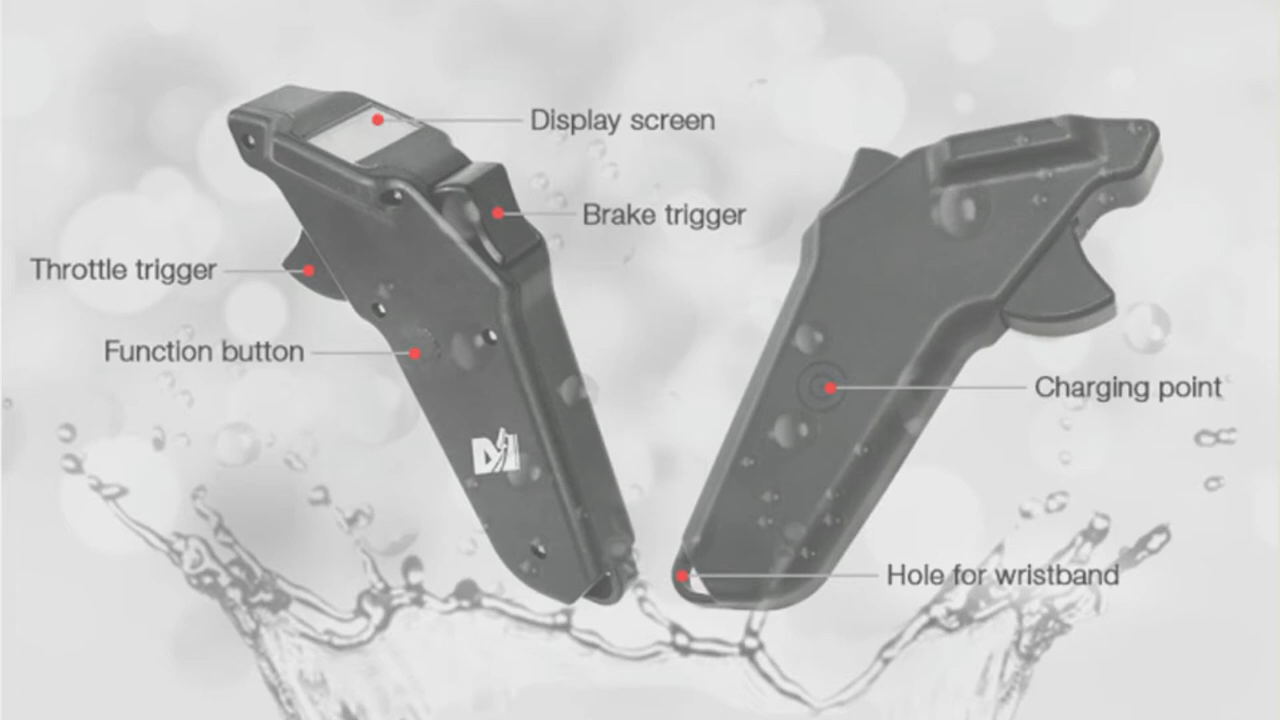 Display screen
Brake trigger
Throttle trigger
Function button
Charging point
Hole for wristband